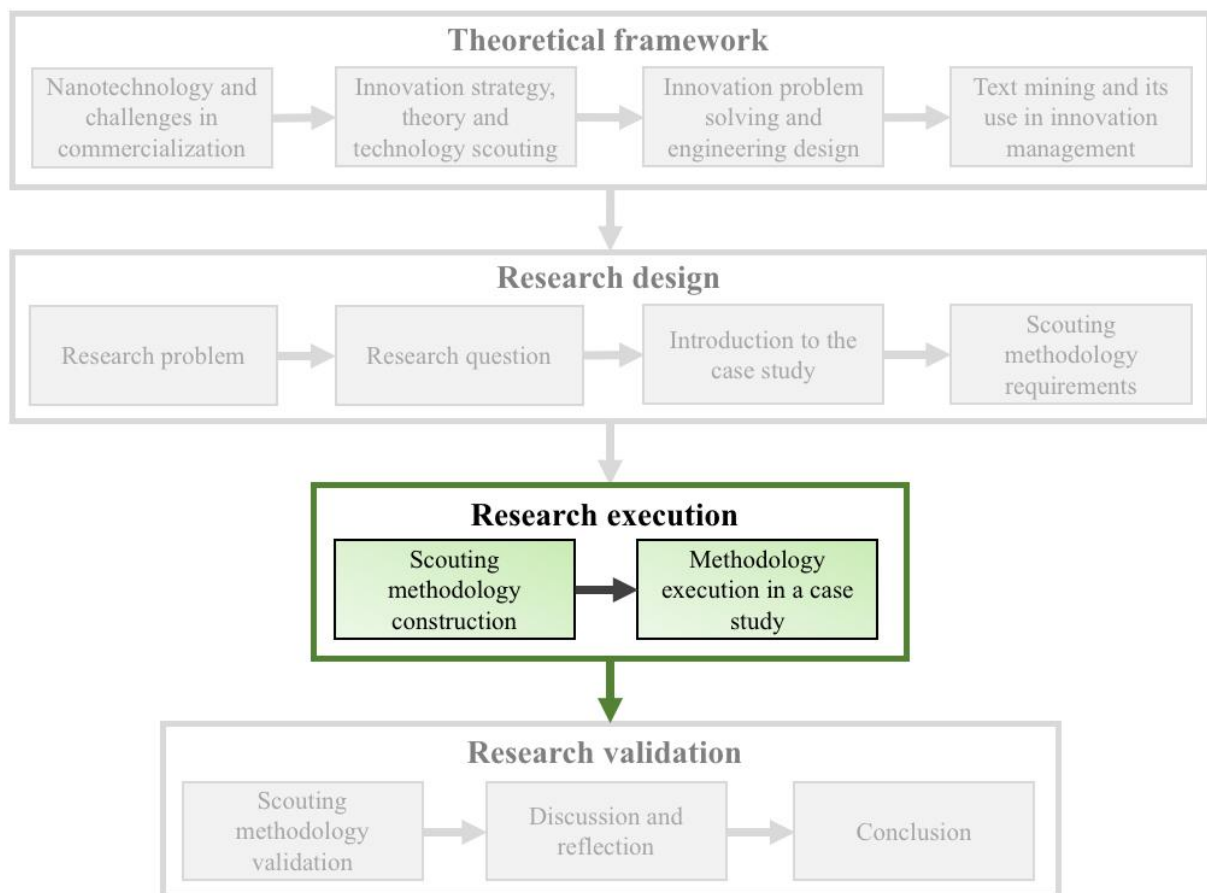 Theoretical framework
Nanotechnology and
challenges in
commercialization
Innovation strategy,
theory and
technology scouting
Innovation problem
solving and
engineering design
Text mining and its
use in innovation
management
Research design
Research problem
Research question
Introduction to the
case study
Scouting
methodology
requirements
Research execution
Scouting
methodology
construction
Methodology
execution in a case
study
Research validation
Scouting
methodology
validation
Discussion and
reflection
Conclusion